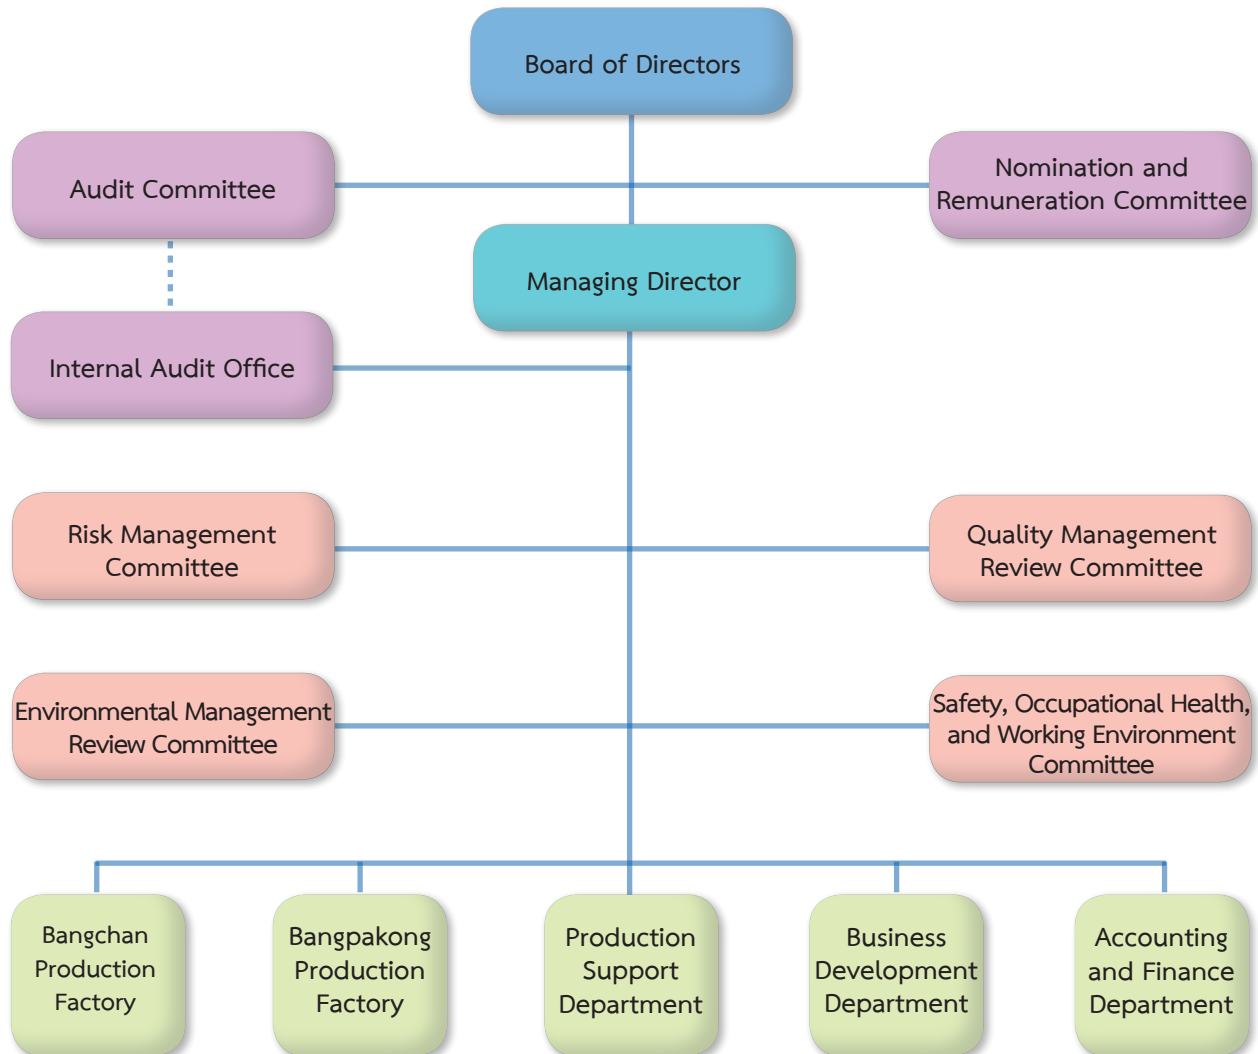 Board of Directors
Audit Committee
Nomination and
Remuneration Committee
Managing Director
Internal Audit Office
Risk Management
Committee
Quality Management
Review Committee
Environmental Management
Review Committee
Safety, Occupational Health,
and Working Environment
Committee
Bangchan
Production
Factory
Bangpakong
Production
Factory
Production
Support
Department
Business
Development
Department
Accounting
and Finance
Department